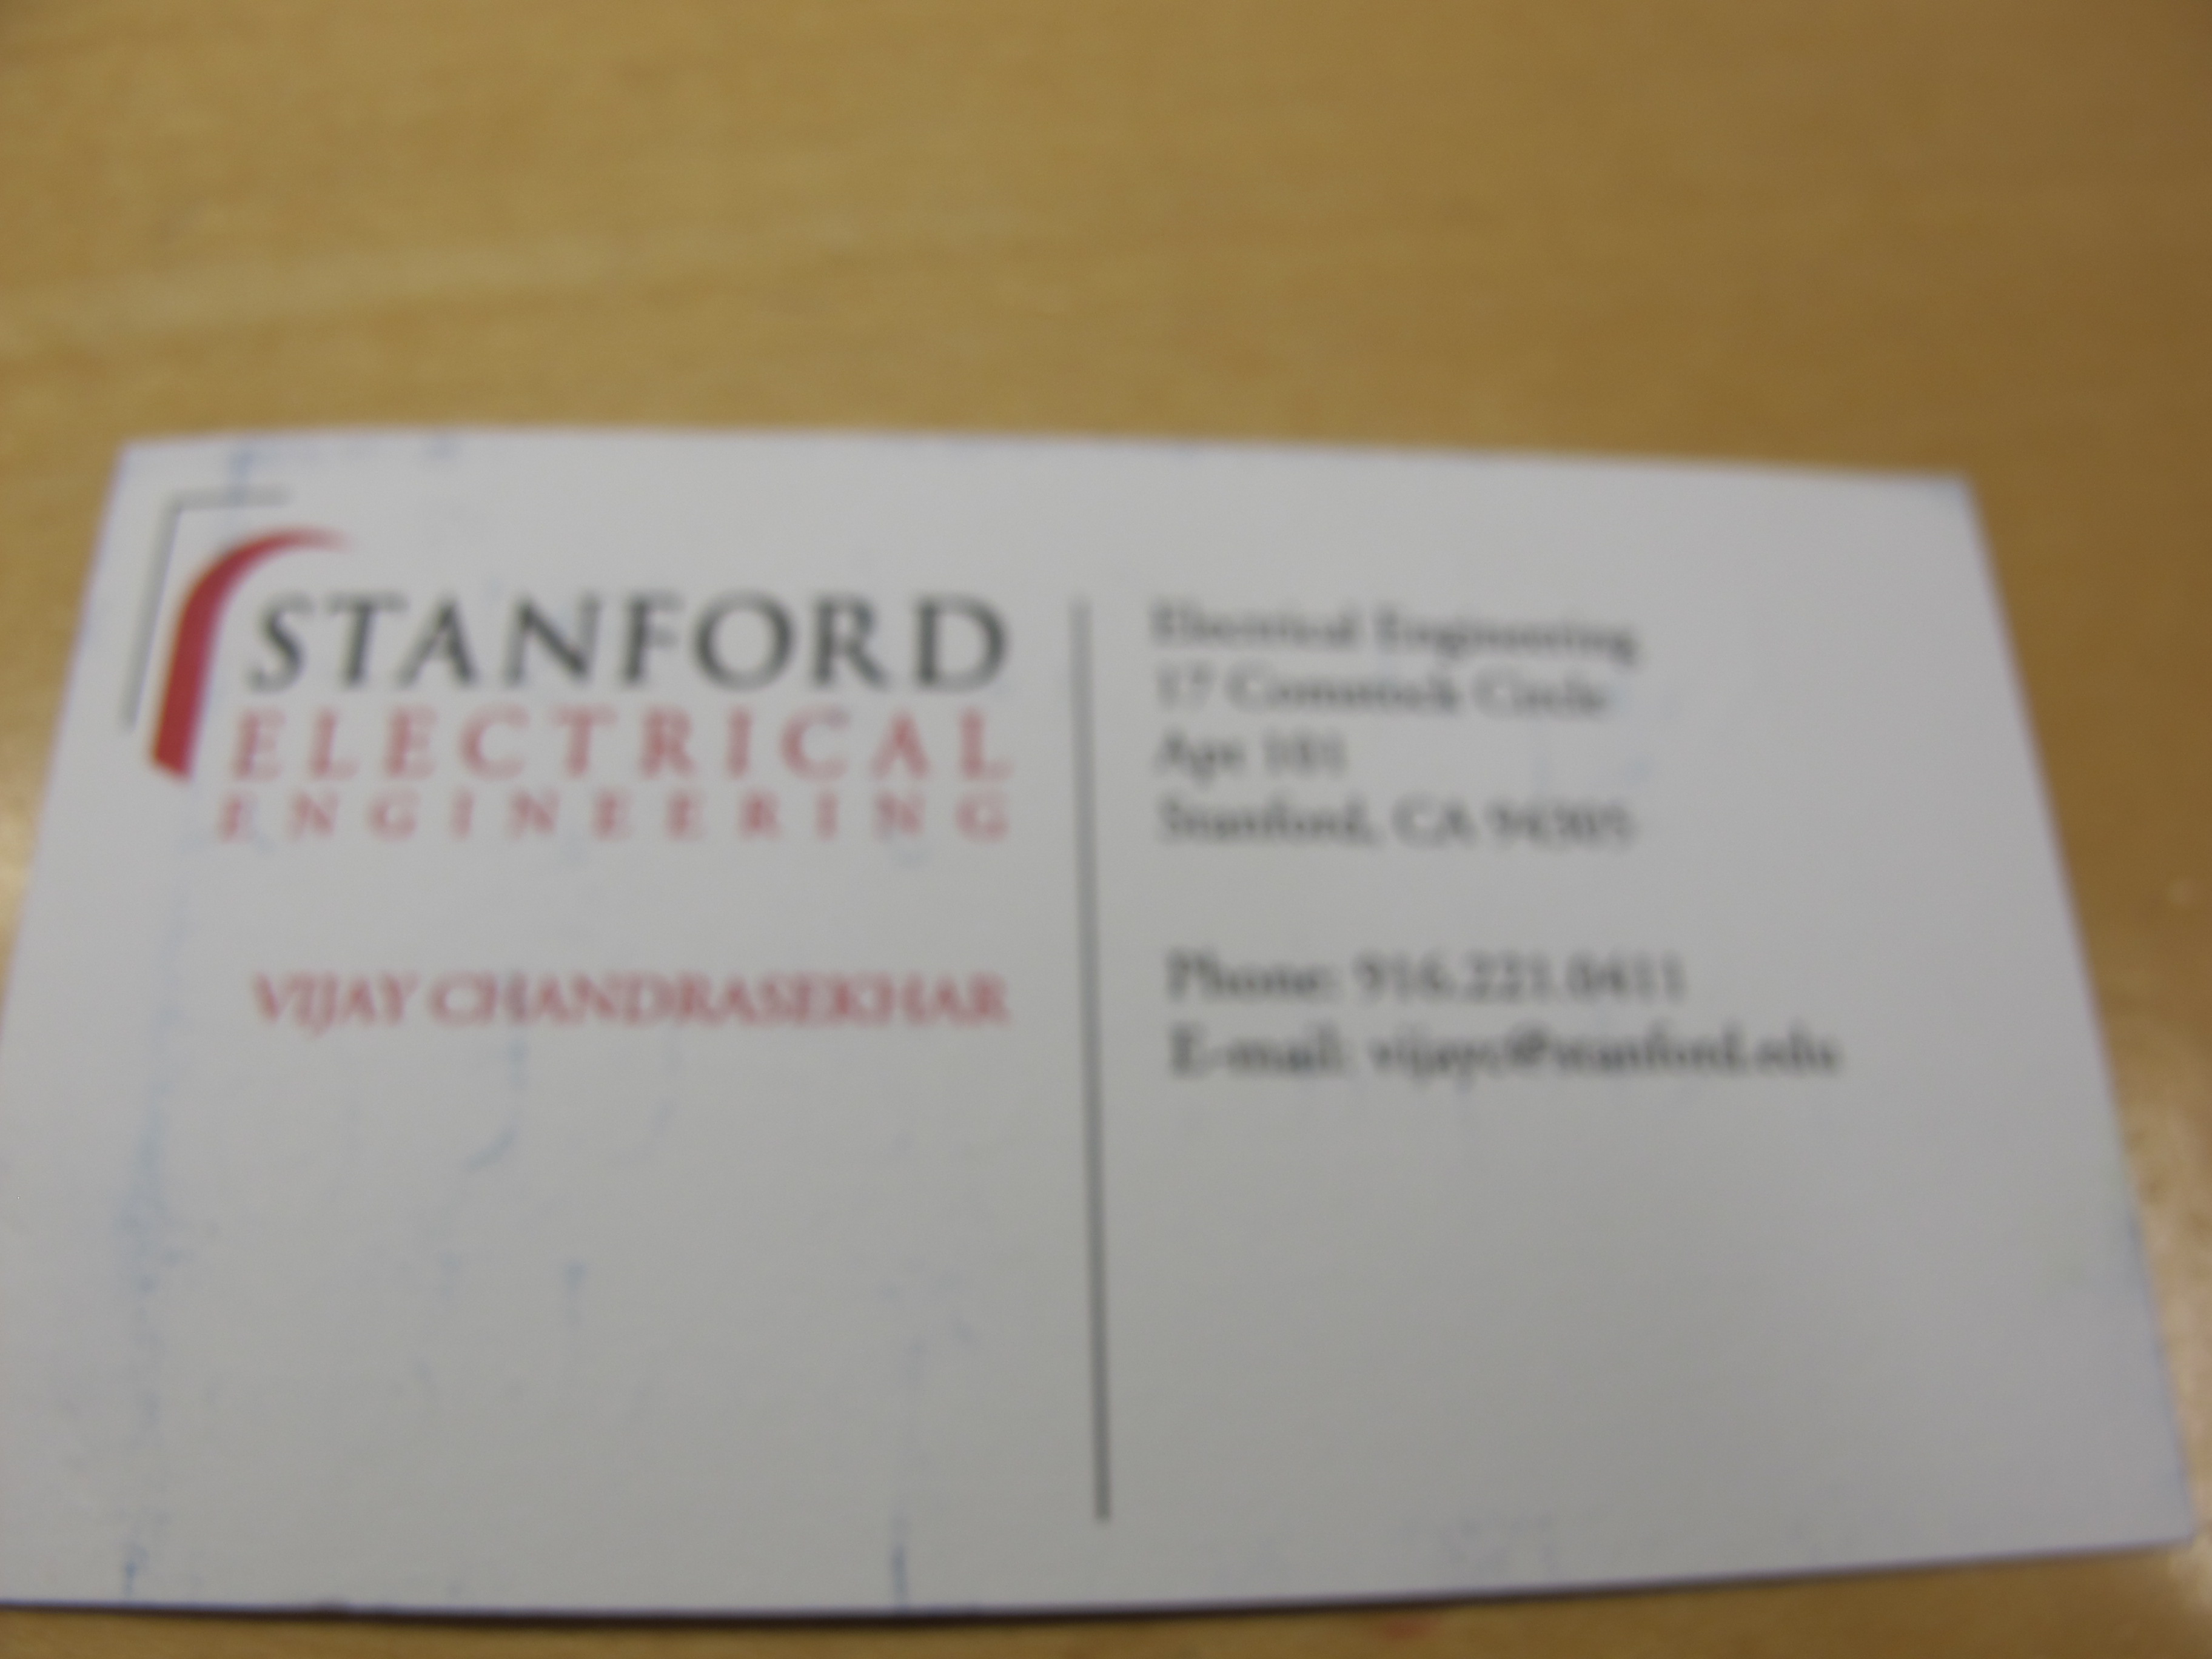 STANFORD
ELECTRICAL
ENGINEERING
VIJAY CHANDRASEKHAR
Electrical Engineering
17 Comstock Circle
Apt 101
Stanford, CA 94305
Phone: 916.221.0411
E-mail: vijayc@stanford.edu